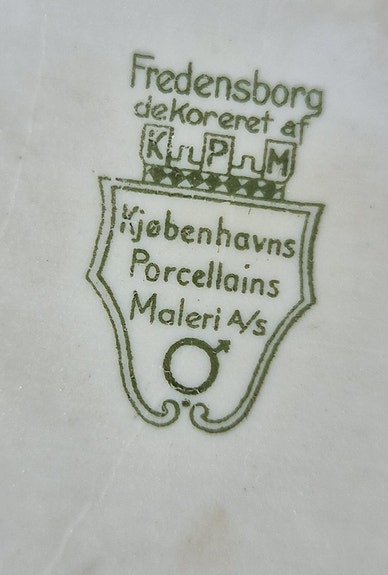 Fredensborg
dekoreret af
K P M
Kjøbenhavns
Porcellains
Maleri A/s